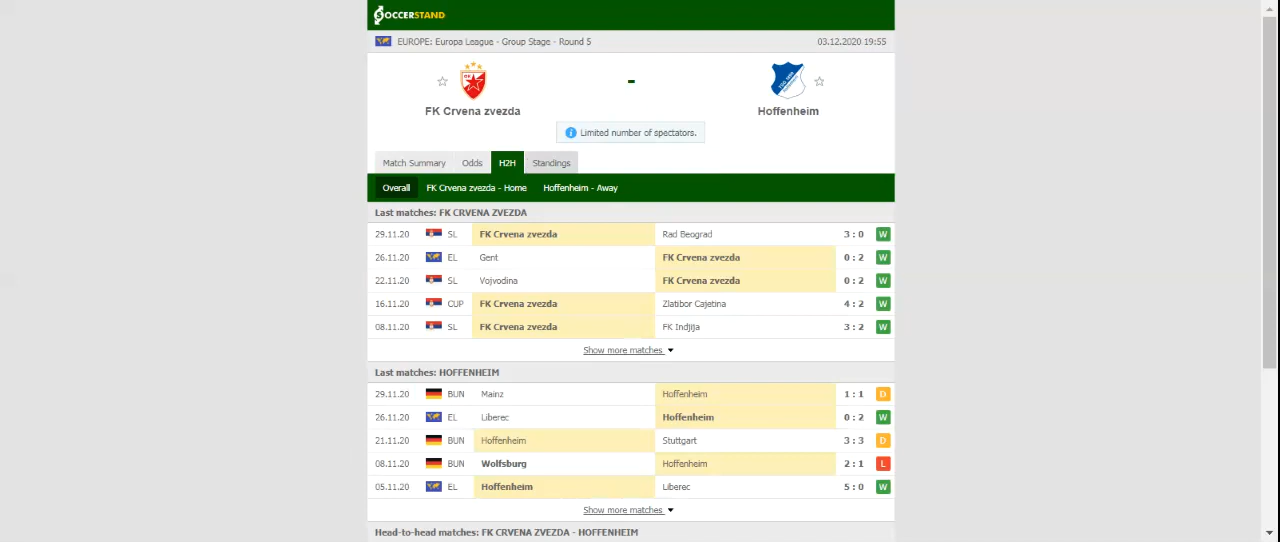 SOCCERSTAND
EUROPE: Europa League - Group Stage - Round 5 03.12.2020 19:55
-
FK Crvena zvezda Hoffenheim
Limited number of spectators.
Match Summary Odds H2H Standings
Overall FK Crvena zvezda - Home Hoffenheim - Away
Last matches: FK CRVENA ZVEZDA
29.11.20 SL FK Crvena zvezda Rad Beograd 3 : 0 W
26.11.20 EL Gent FK Crvena zvezda 0 : 2 W
22.11.20 SL Vojvodina FK Crvena zvezda 0 : 2 W
16.11.20 CUP FK Crvena zvezda Zlatibor Cajetina 4 : 2 W
08.11.20 SL FK Crvena zvezda FK Indjija 3 : 2 W
Show more matches
Last matches: HOFFENHEIM
29.11.20 BUN Mainz Hoffenheim 1 : 1 D
26.11.20 EL Liberec Hoffenheim 0 : 2 W
21.11.20 BUN Hoffenheim Stuttgart 3 : 3 D
08.11.20 BUN Wolfsburg Hoffenheim 2 : 1 L
05.11.20 EL Hoffenheim Liberec 5 : 0 W
Show more matches
Head-to-head matches: FK CRVENA ZVEZDA - HOFFENHEIM